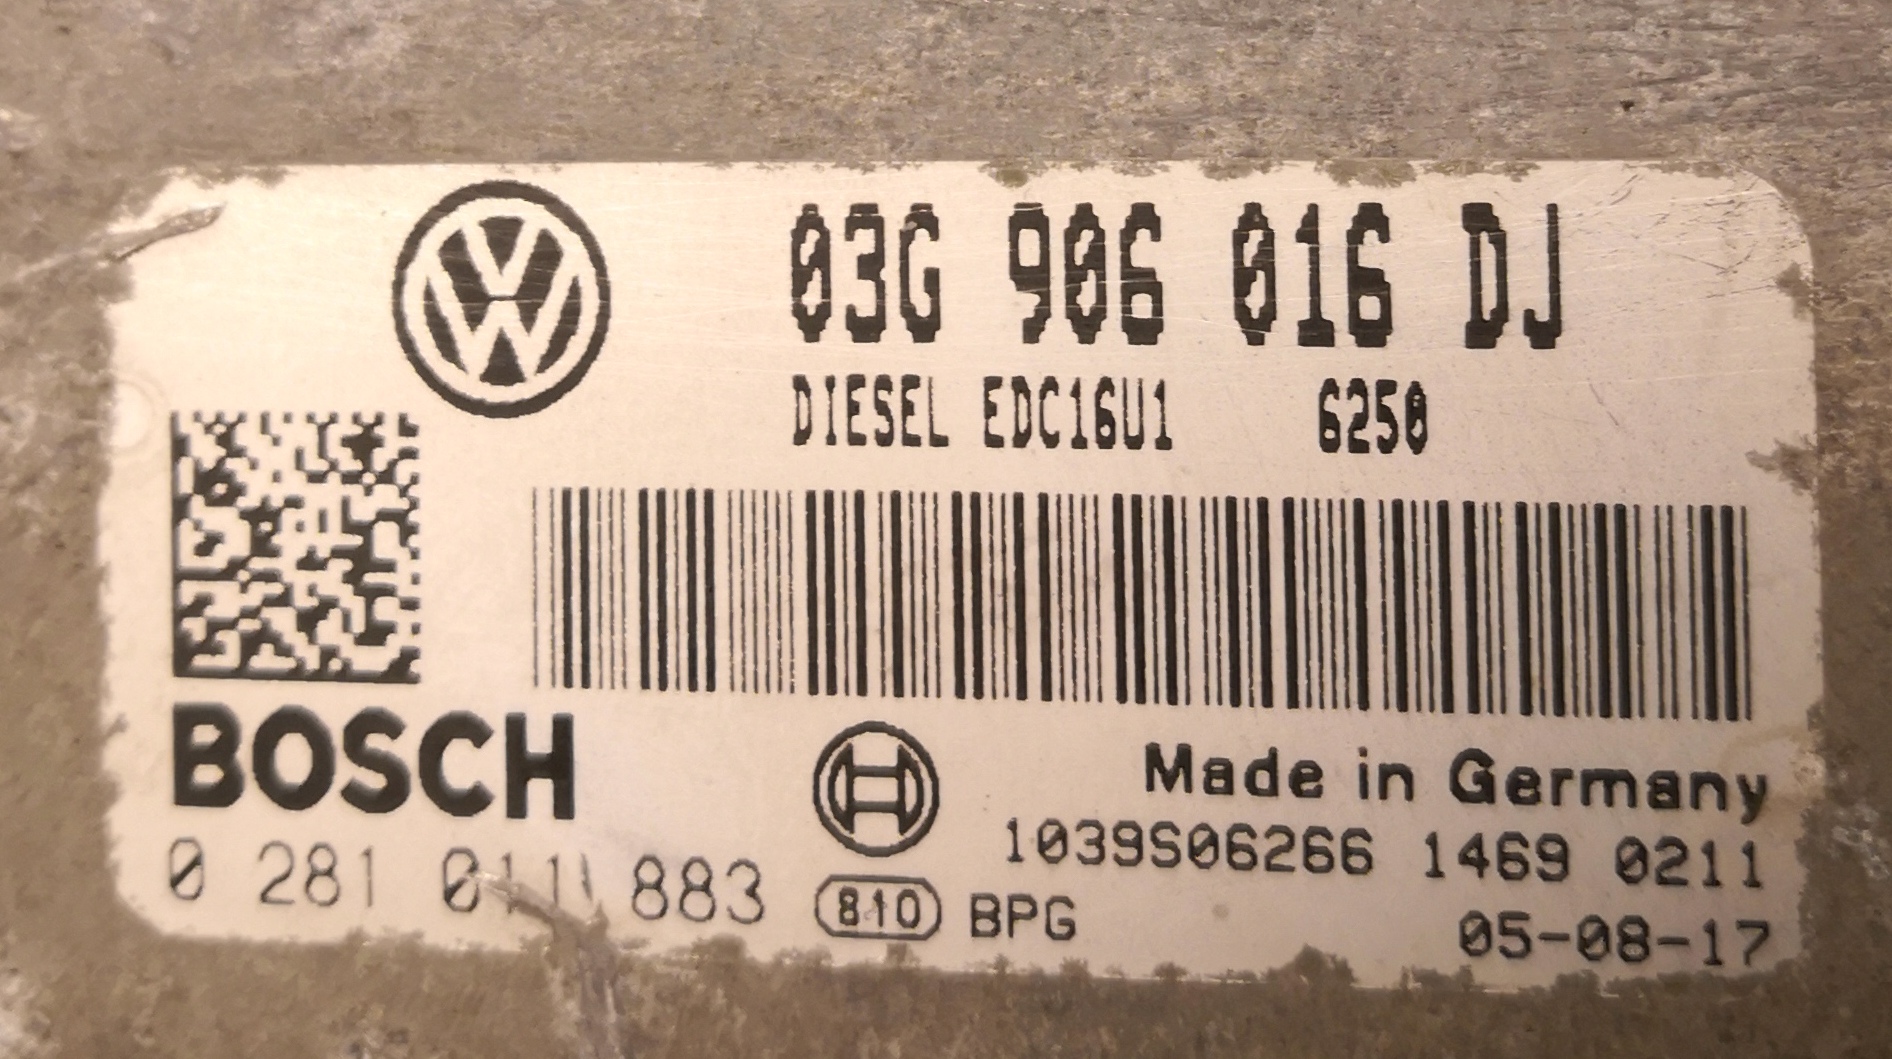 03G 906 016 DJ
DIESEL EDC16U1 6250
BOSCH
Made in Germany
0 281 011 883
1039S06266 1469 0211
810 BPG
05-08-17